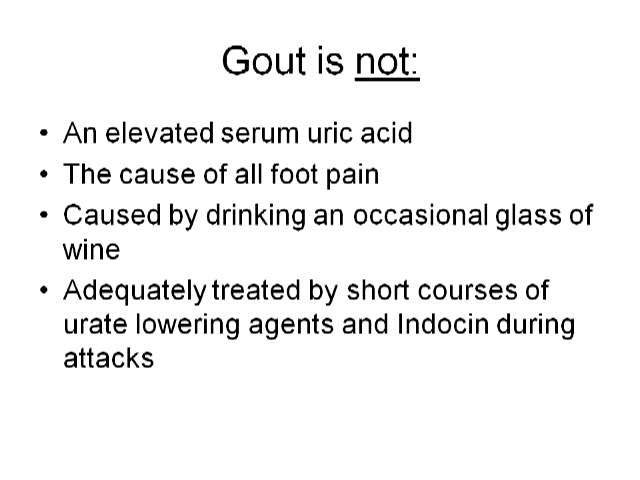 Gout is not:
• An elevated serum uric acid
• The cause of all foot pain
• Caused by drinking an occasional glass of
wine
• Adequately treated by short courses of
urate lowering agents and Indocin during
attacks